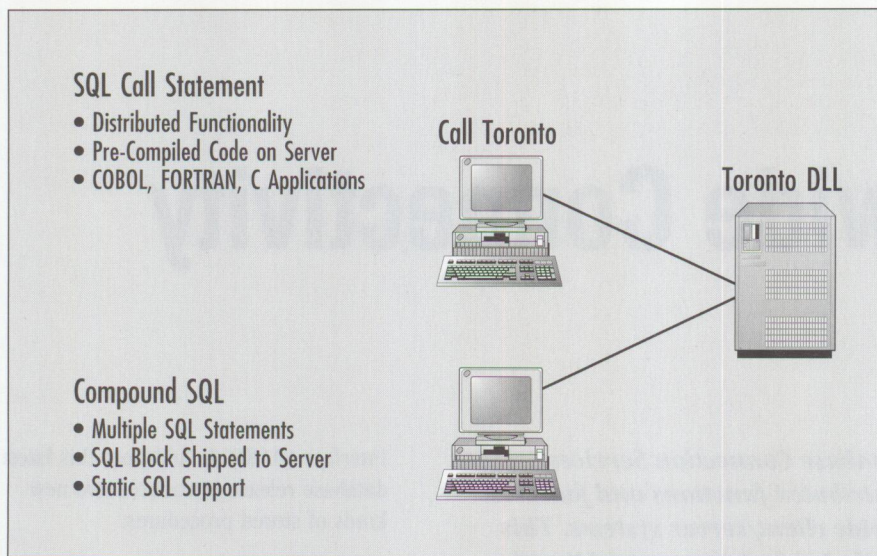 SQL Call Statement
• Distributed Functionality
• Pre-Compiled Code on Server
• COBOL, FORTRAN, C Applications
Call Toronto
Toronto DLL
Compound SQL
• Multiple SQL Statements
• SQL Block Shipped to Server
• Static SQL Support